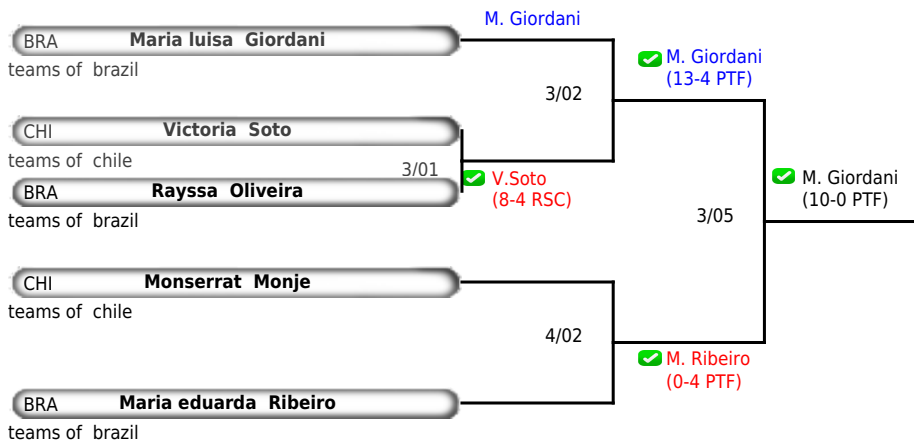 M. Giordani
BRA Maria luisa Giordani
teams of brazil
M. Giordani
(13-4 PTF)
3/02
CHI Victoria Soto
teams of chile
3/01
V.Soto
(8-4 RSC)
BRA Rayssa Oliveira
teams of brazil
M. Giordani
(10-0 PTF)
3/05
CHI Monserrat Monje
teams of chile
4/02
M. Ribeiro
(0-4 PTF)
BRA Maria eduarda Ribeiro
teams of brazil